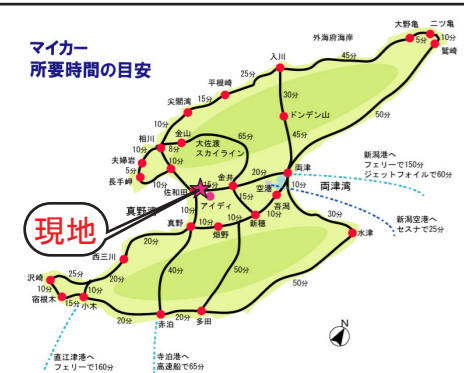 マイカー
所要時間の目安
大野亀
二ツ亀
5分
10分
鷲崎
外海府海岸
45分
入川
25分
平根崎
15分
尖閣湾
10分
30分
ドンデン山
45分
50分
相川
金山
8分
大佐渡
スカイライン
65分
夫婦岩
5分
長手岬
10分
10分
佐和田
15分
金井
20分
両津
アイディ
15分
空港
10分
両津湾
吾潟
10分
新潟港へ
フェリーで150分
ジェットフォイルで60分
新潟空港へ
セスナで25分
現地
真野湾
10分
真野
10分
畑野
10分
新穂
30分
水津
20分
西三川
20分
40分
50分
50分
沢崎
25分
10分
宿根木
15分
10分
小木
20分
赤泊
20分
多田
N
直江津港へ
フェリーで160分
寺泊港へ
高速船で65分